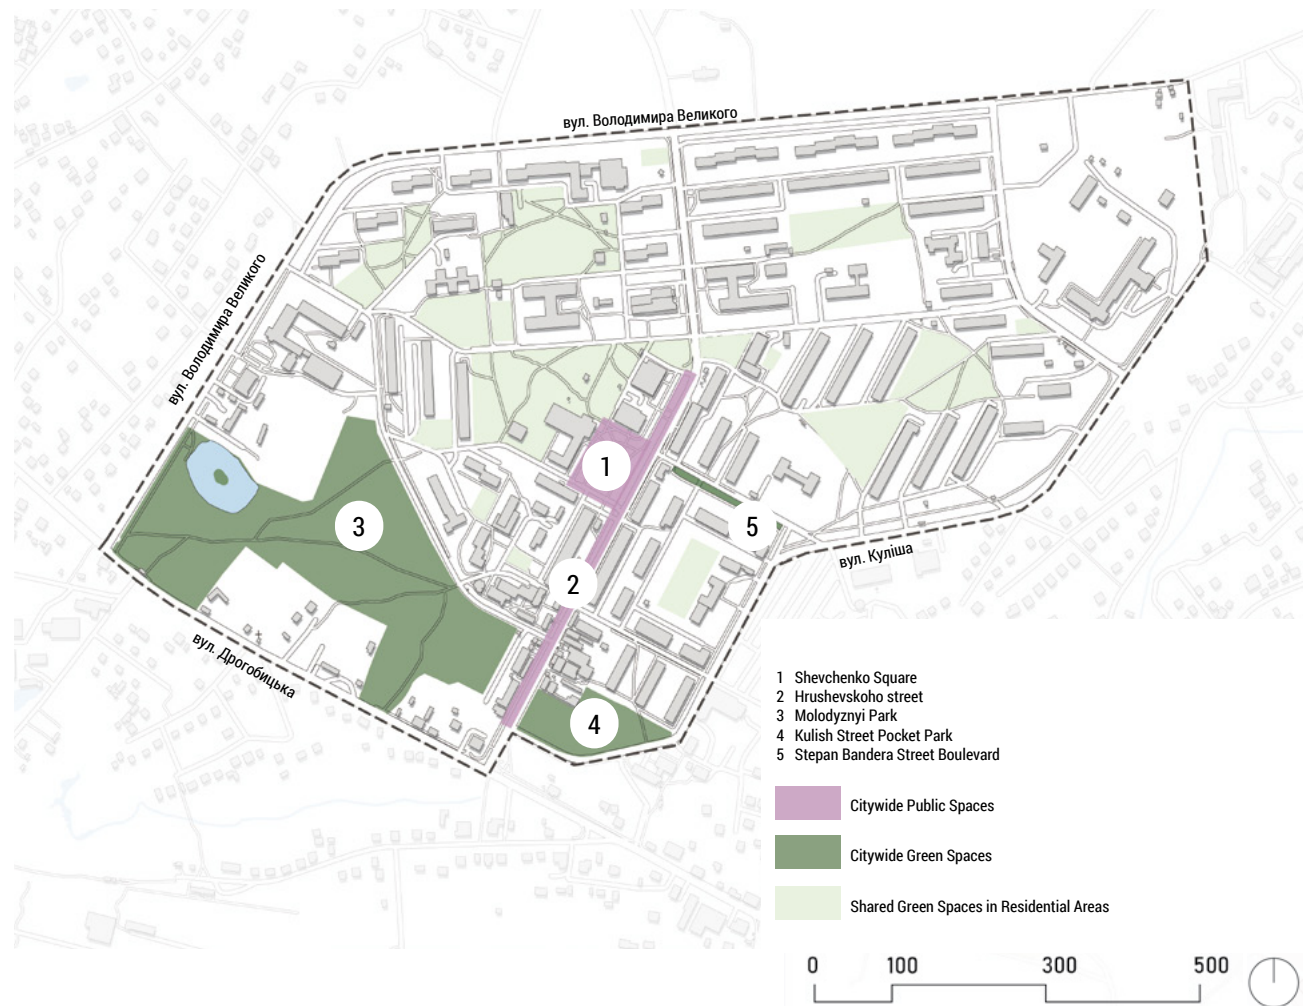 вул. Володимира Великого
вул. Володимира Великого
1
3
5
2
вул. Куліша
вул. Дрогобицька
4
1 Shevchenko Square
2 Hrushevskoho street
3 Molodyznyi Park
4 Kulish Street Pocket Park
5 Stepan Bandera Street Boulevard
Citywide Public Spaces
Citywide Green Spaces
Shared Green Spaces in Residential Areas
0 100 300 500